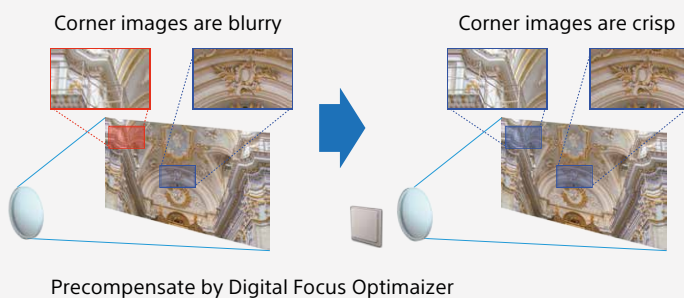 Corner images are blurry
Corner images are crisp
Precompensate by Digital Focus Optimaizer